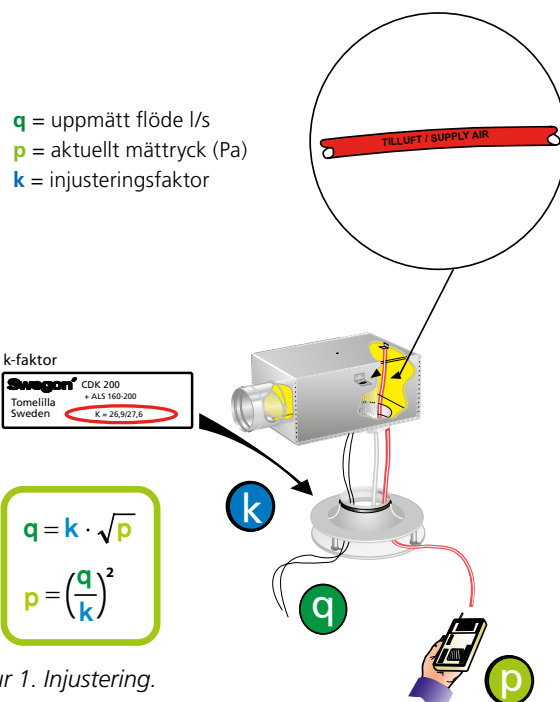 TILLUFT / SUPPLY AIR
q = uppmätt flöde l/s
p = aktuellt mättryck (Pa)
k = injusteringsfaktor
k-faktor
Swegon CDK 200
+ ALS 160-200
Tomelilla
Sweden K = 26,9/27,6
k
q = k · √p
p = (q/k)²
q
p
ur 1. Injustering.